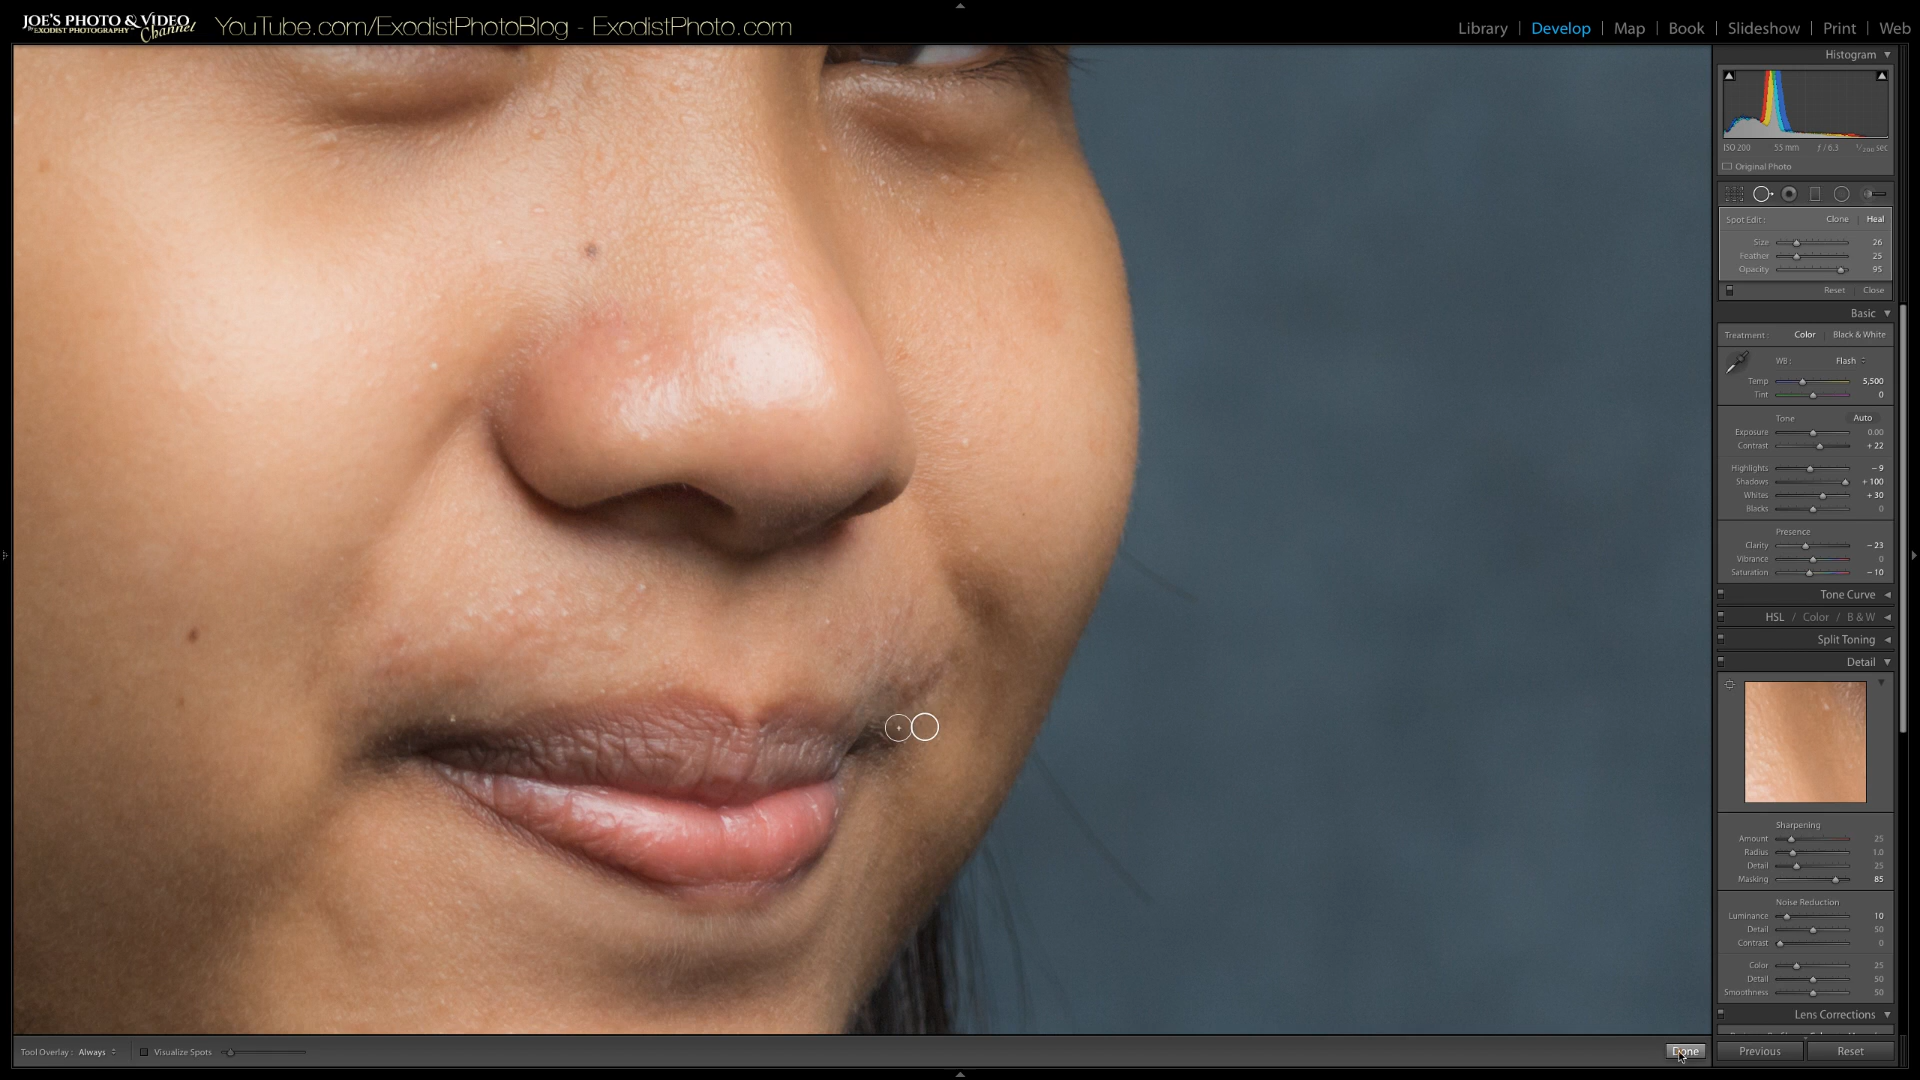 JOE'S PHOTO & VIDEO
BY EXODIST PHOTOGRAPHY Channel
YouTube.com/ExodistPhotoBlog - ExodistPhoto.com
Library | Develop | Map | Book | Slideshow | Print | Web
Histogram
ISO 200 55 mm ƒ / 6.3 1/200 sec
Original Photo
Spot Edit : Clone | Heal
Size 26
Feather 25
Opacity 95
Reset | Close
Basic
Treatment : Color | Black & White
WB : Flash
Temp 5,500
Tint 0
Tone Auto
Exposure 0.00
Contrast + 22
Highlights − 9
Shadows + 100
Whites + 30
Blacks 0
Presence
Clarity − 23
Vibrance 0
Saturation − 10
Tone Curve
HSL / Color / B & W
Split Toning
Detail
Sharpening
Amount 25
Radius 1.0
Detail 25
Masking 85
Noise Reduction
Luminance 10
Detail 50
Contrast 0
Color 25
Detail 50
Smoothness 50
Lens Corrections
Tool Overlay : Always Visualize Spots Done Previous Reset